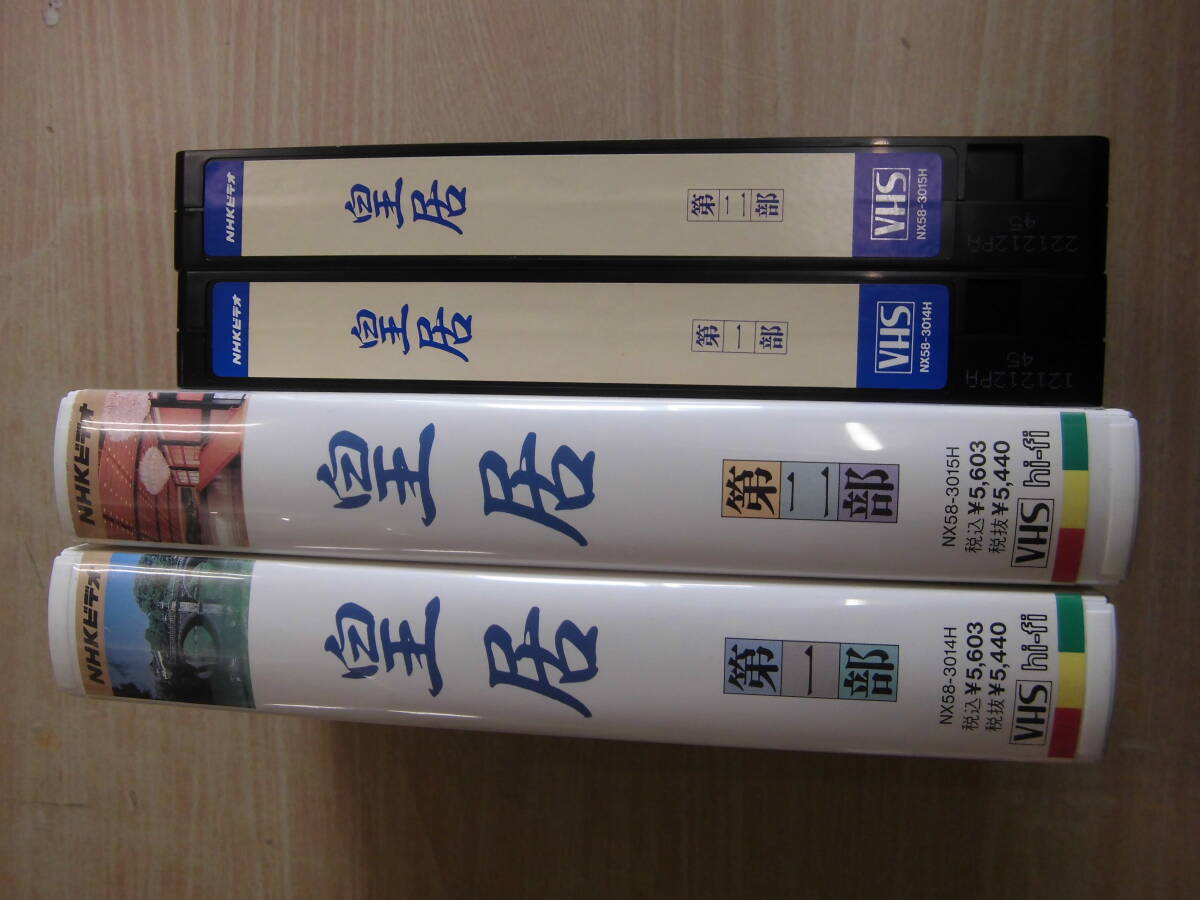 NHKビデオ
皇居
第二部
VHS
NX58-3015H
221212PA
45
NHKビデオ
皇居
第一部
VHS
NX58-3014H
121212PA
45
NHKビデオ
皇居
第二部
NX58-3015H
税込¥5,603
税抜¥5,440
VHS hi-fi
NHKビデオ
皇居
第一部
NX58-3014H
税込¥5,603
税抜¥5,440
VHS hi-fi